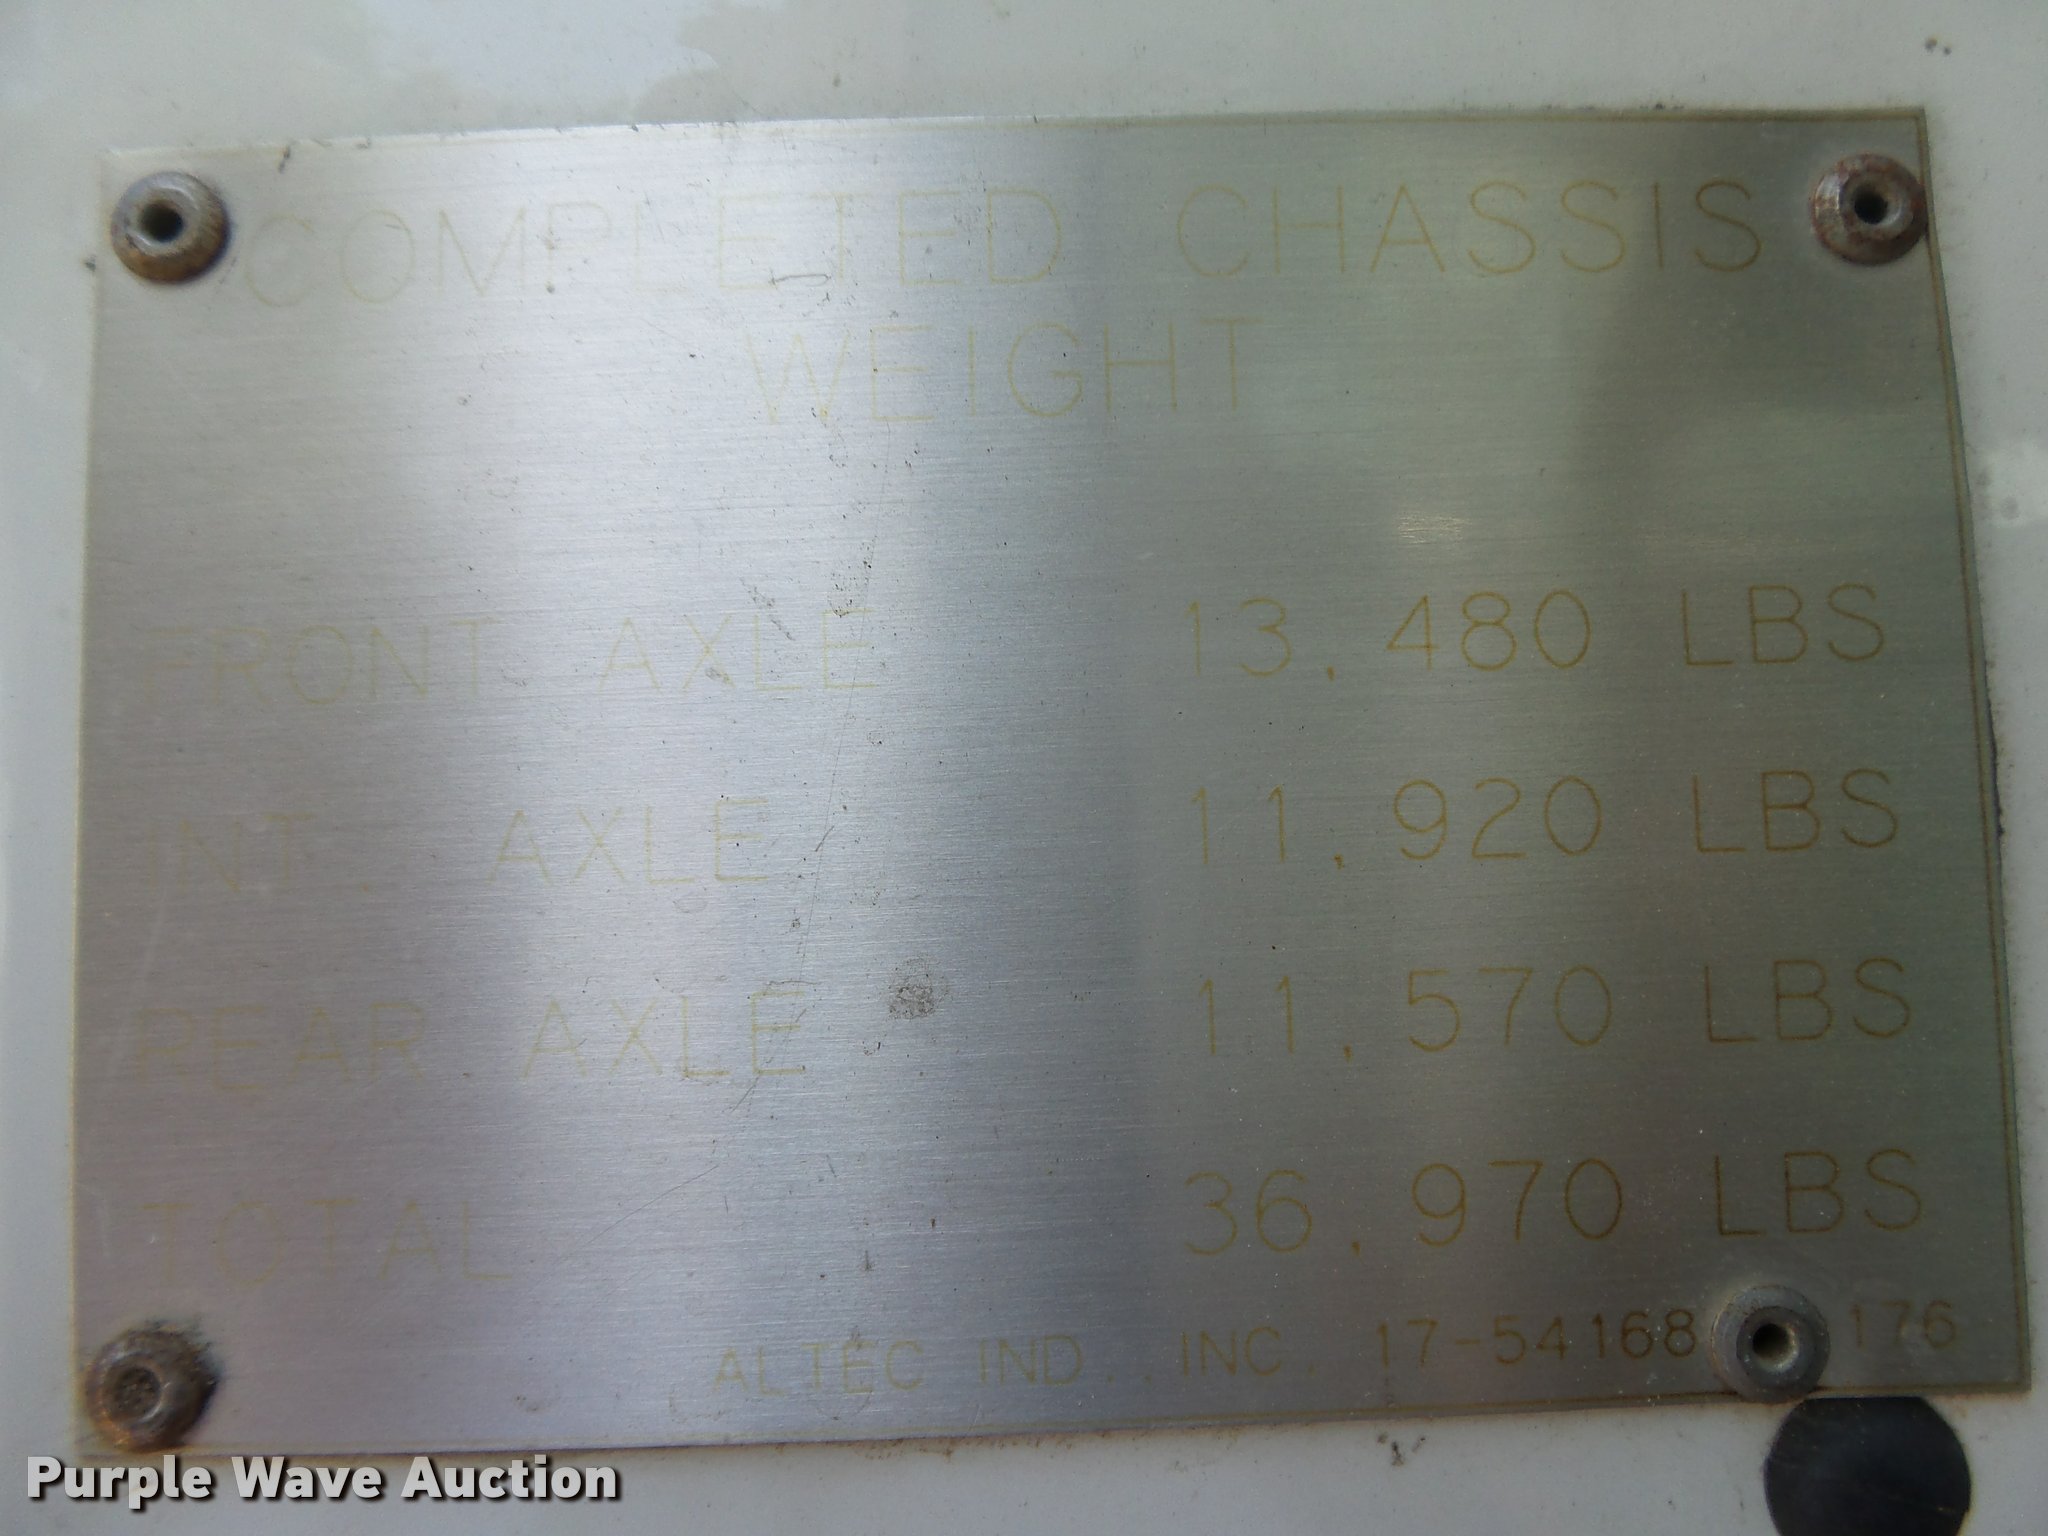 COMPLETED CHASSIS
WEIGHT
FRONT AXLE 13,480 LBS
INT. AXLE 11,920 LBS
REAR AXLE 11,570 LBS
TOTAL 36,970 LBS
ALTEC IND., INC. 17-54168 176
Purple Wave Auction